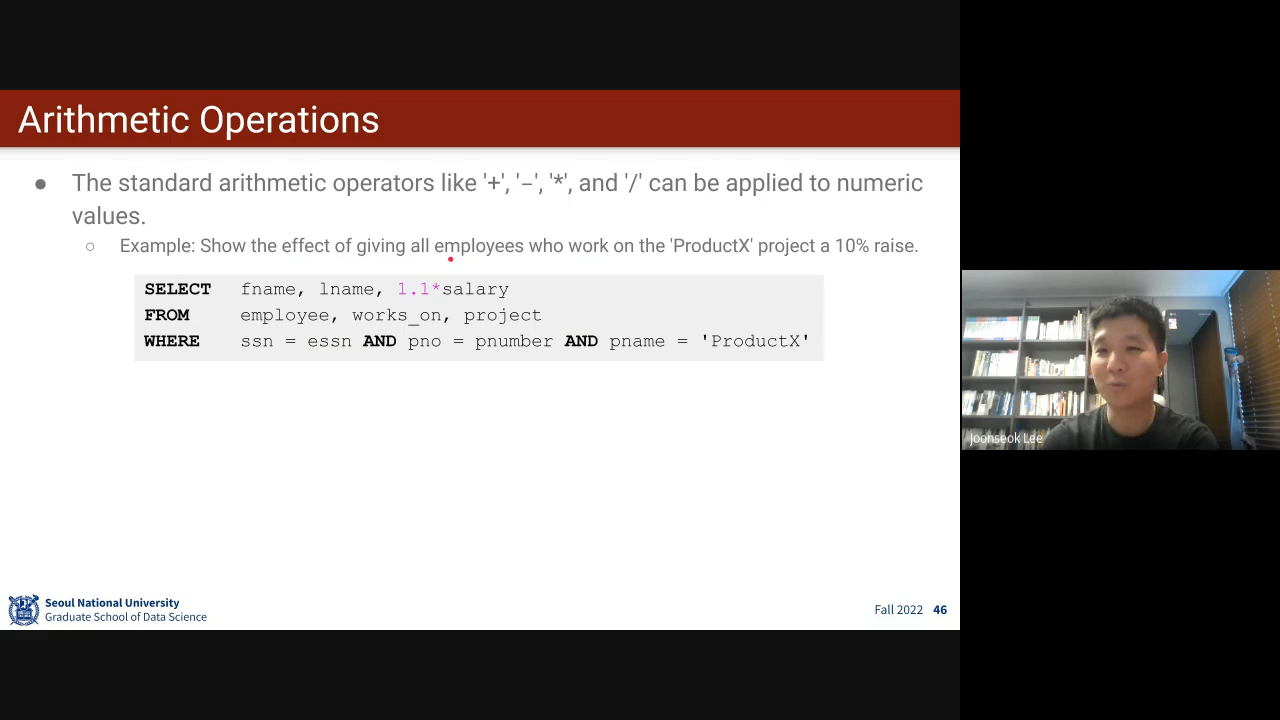 Arithmetic Operations
● The standard arithmetic operators like '+', '−', '*', and '/' can be applied to numeric
values.
○ Example: Show the effect of giving all employees who work on the 'ProductX' project a 10% raise.
SELECT fname, lname, 1.1*salary
FROM employee, works_on, project
WHERE ssn = essn AND pno = pnumber AND pname = 'ProductX'
Joonseok Lee
Seoul National University
Graduate School of Data Science
Fall 2022 46